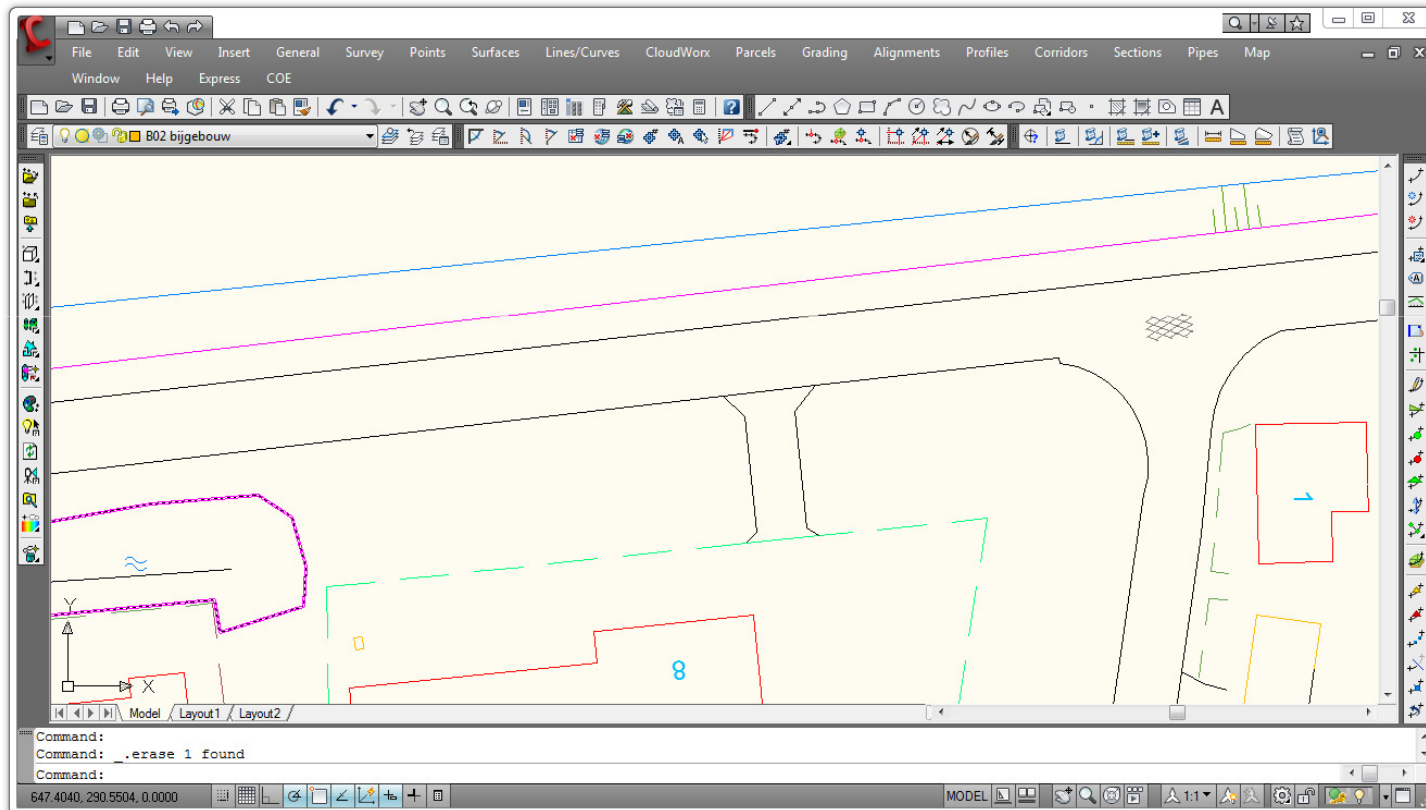 File Edit View Insert General Survey Points Surfaces Lines/Curves CloudWorx Parcels Grading Alignments Profiles Corridors Sections Pipes Map
Window Help Express COE
A
B02 bijgebouw
1
8
Y
X
Model Layout1 Layout2
Command:
Command: _.erase 1 found
Command:
647.4040, 290.5504, 0.0000 MODEL 1:1